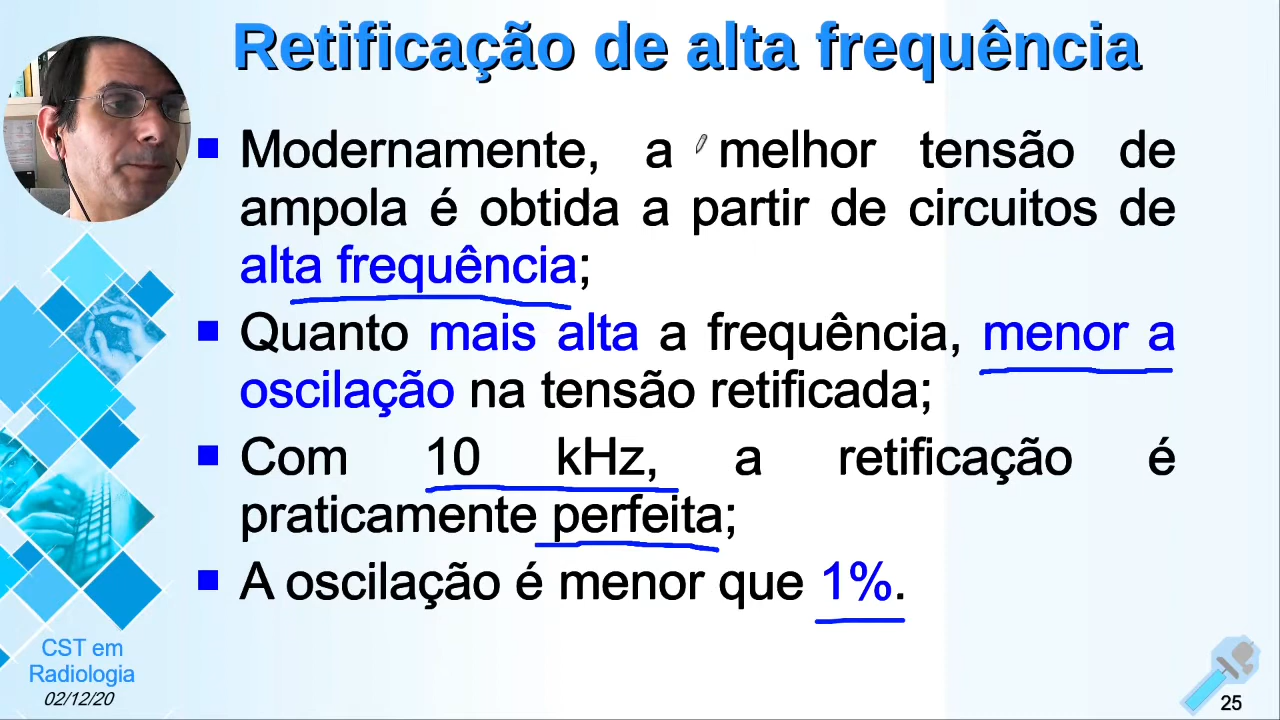 Retificação de alta frequência
Modernamente, a melhor tensão de
ampola é obtida a partir de circuitos de
alta frequência;
Quanto mais alta a frequência, menor a
oscilação na tensão retificada;
Com 10 kHz, a retificação é
praticamente perfeita;
A oscilação é menor que 1%.
CST em
Radiologia
02/12/20
25